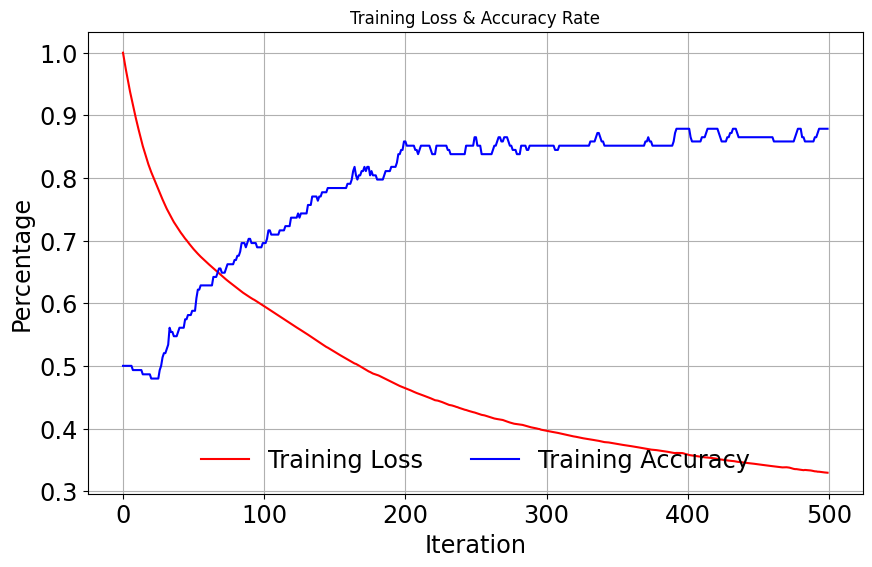 Training Loss & Accuracy Rate
1.0
0.9
0.8
0.7
0.6
0.5
0.4
0.3
Percentage
Training Loss Training Accuracy
0 100 200 300 400 500
Iteration